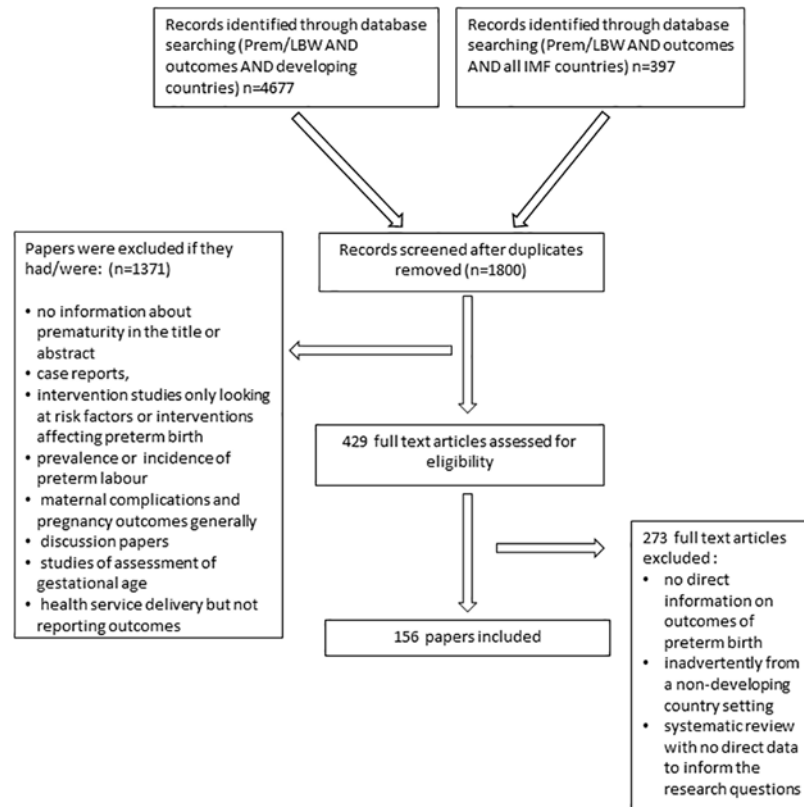 Records identified through database
searching (Prem/LBW AND
outcomes AND developing
countries) n=4677
Records identified through database
searching (Prem/LBW AND outcomes
AND all IMF countries) n=397
Records screened after duplicates
removed (n=1800)
Papers were excluded if they
had/were: (n=1371)
• no information about
prematurity in the title or
abstract
• case reports,
• intervention studies only looking
at risk factors or interventions
affecting preterm birth
• prevalence or incidence of
preterm labour
• maternal complications and
pregnancy outcomes generally
• discussion papers
• studies of assessment of
gestational age
• health service delivery but not
reporting outcomes
429 full text articles assessed for
eligibility
273 full text articles
excluded :
• no direct
information on
outcomes of
preterm birth
• inadvertently from
a non-developing
country setting
• systematic review
with no direct data
to inform the
research questions
156 papers included